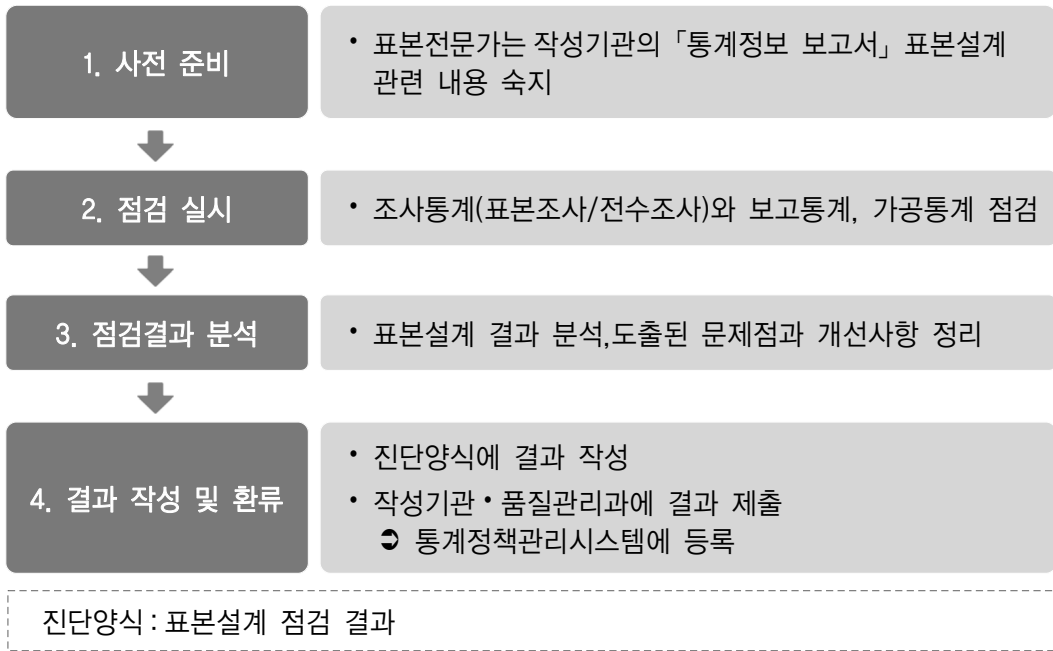 1. 사전 준비
• 표본전문가는 작성기관의「통계정보 보고서」표본설계
관련 내용 숙지
2. 점검 실시
• 조사통계(표본조사/전수조사)와 보고통계, 가공통계 점검
3. 점검결과 분석
• 표본설계 결과 분석,도출된 문제점과 개선사항 정리
4. 결과 작성 및 환류
• 진단양식에 결과 작성
• 작성기관•품질관리과에 결과 제출
➲ 통계정책관리시스템에 등록
진단양식 : 표본설계 점검 결과